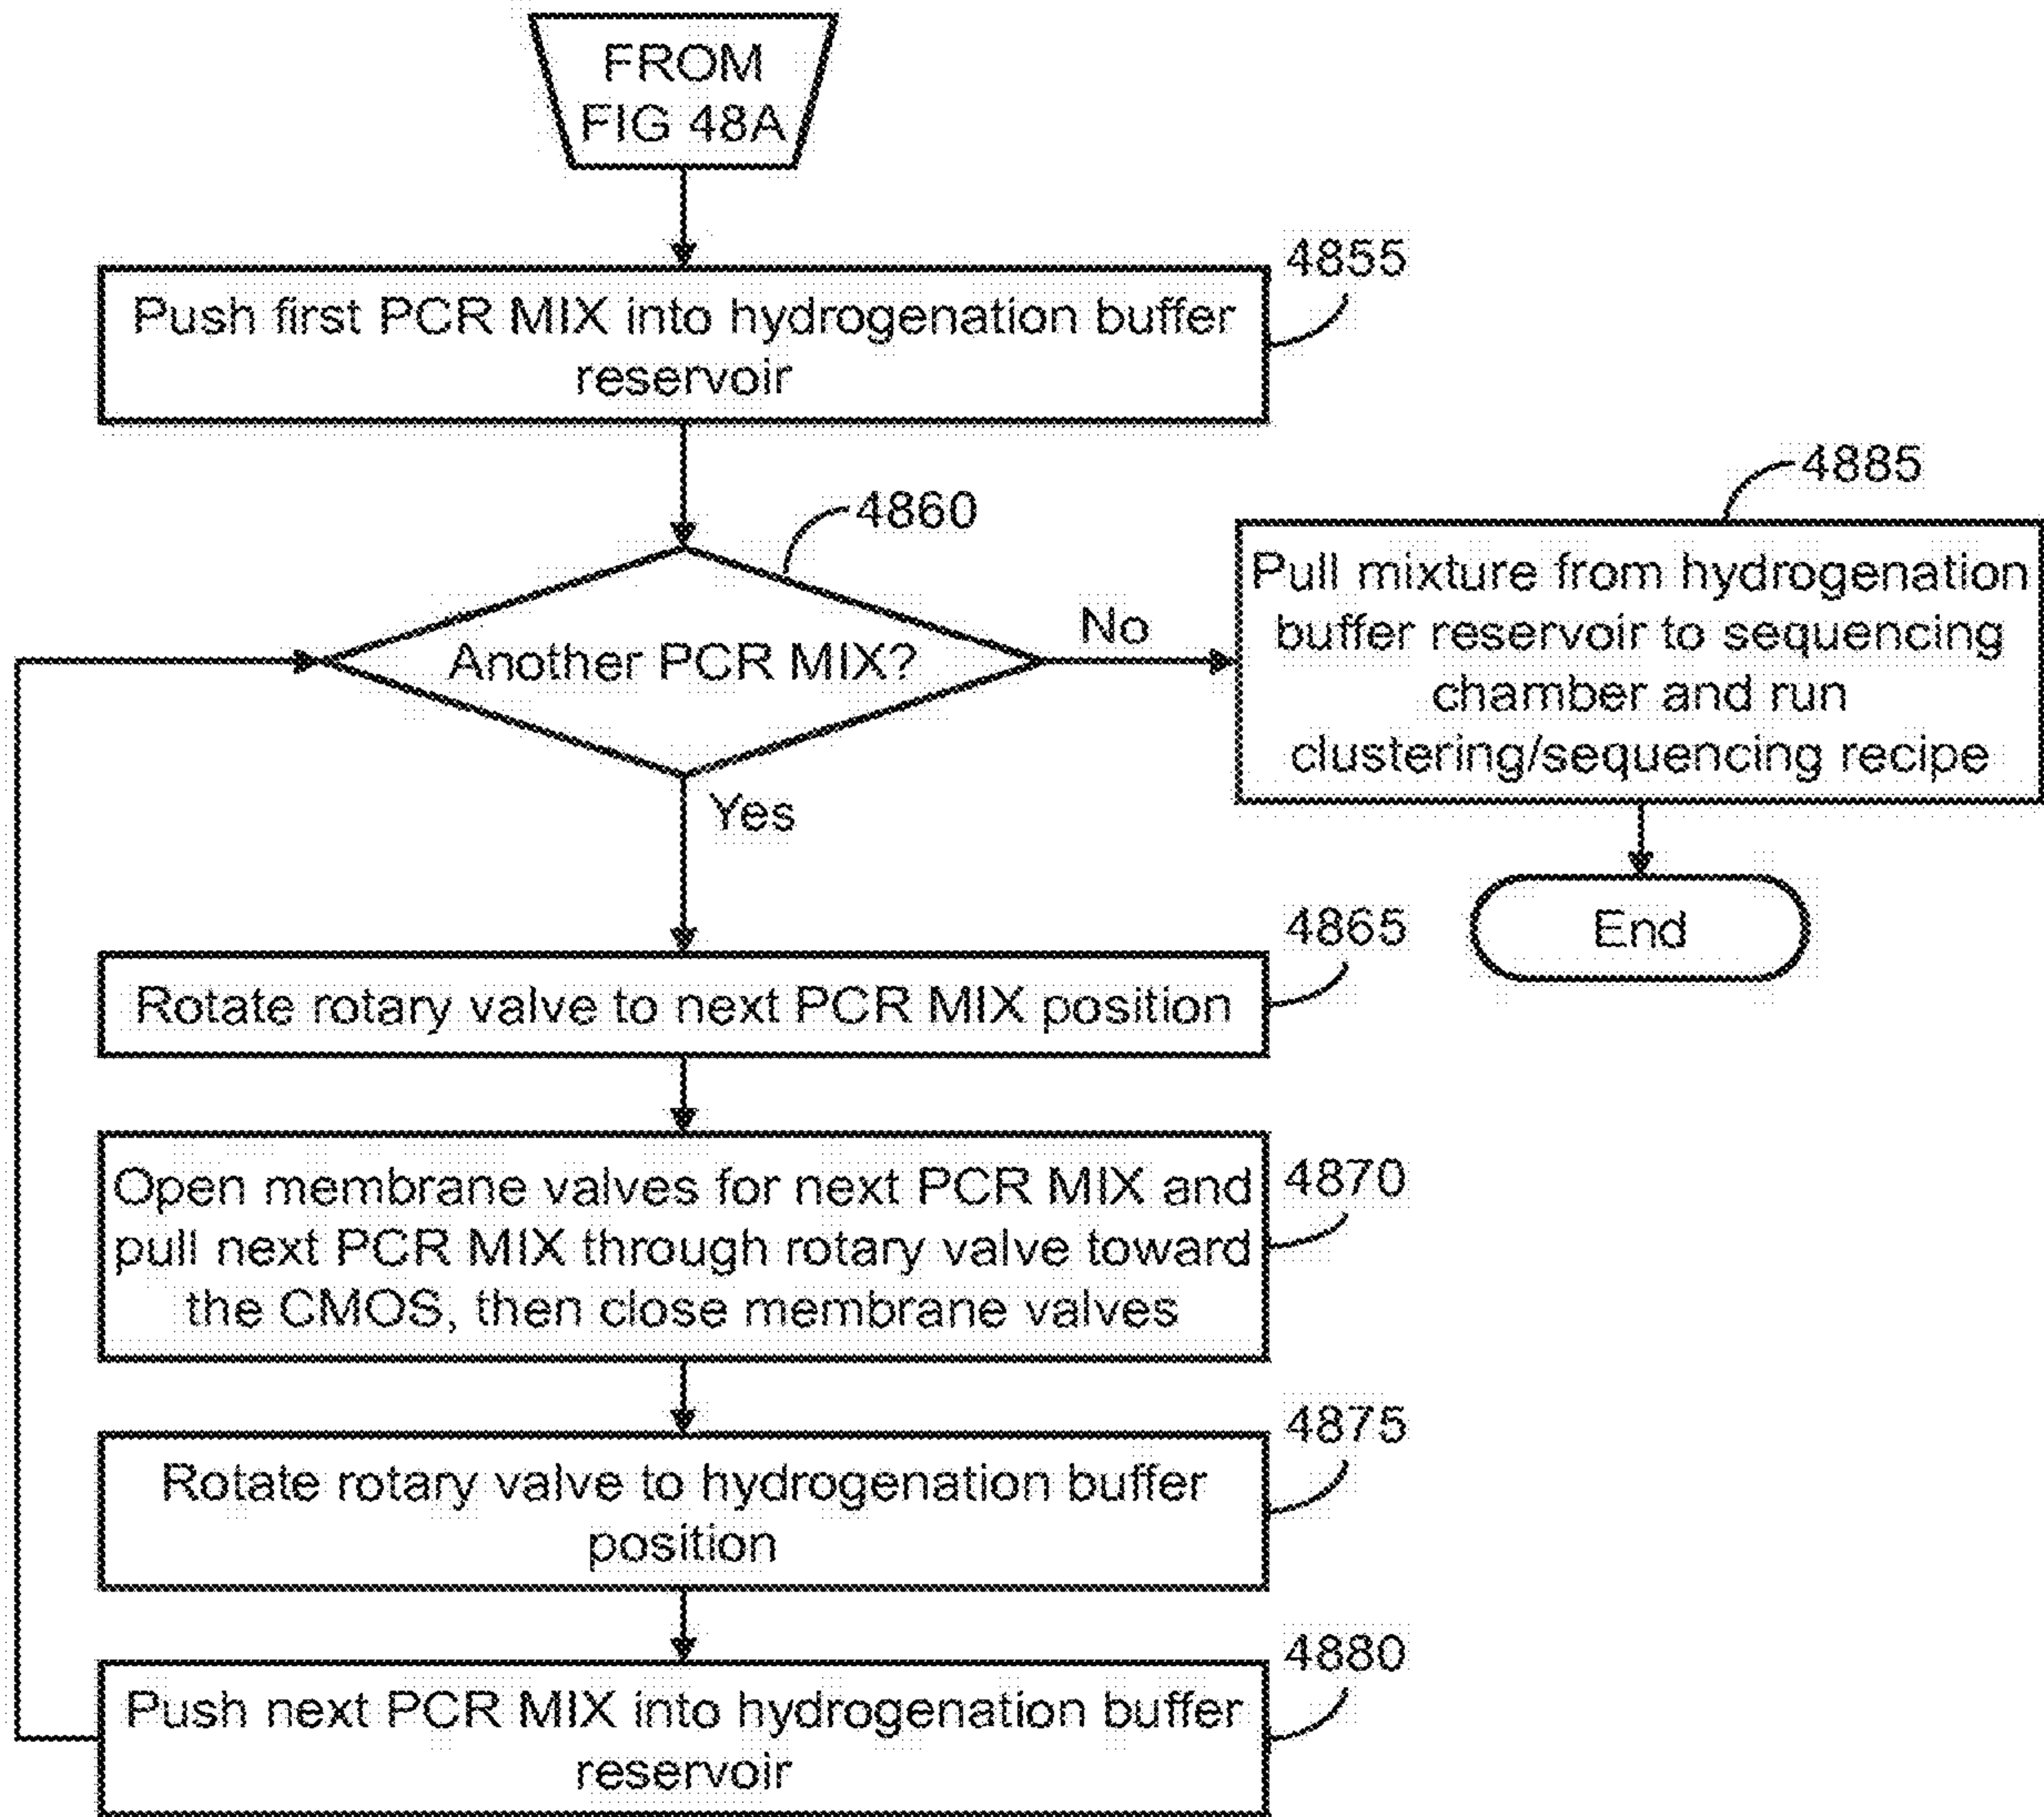 FROM
FIG 48A
4855
Push first PCR MIX into hydrogenation buffer
reservoir
4860
Another PCR MIX?
No
Yes
4885
Pull mixture from hydrogenation
buffer reservoir to sequencing
chamber and run
clustering/sequencing recipe
End
4865
Rotate rotary valve to next PCR MIX position
4870
Open membrane valves for next PCR MIX and
pull next PCR MIX through rotary valve toward
the CMOS, then close membrane valves
4875
Rotate rotary valve to hydrogenation buffer
position
4880
Push next PCR MIX into hydrogenation buffer
reservoir